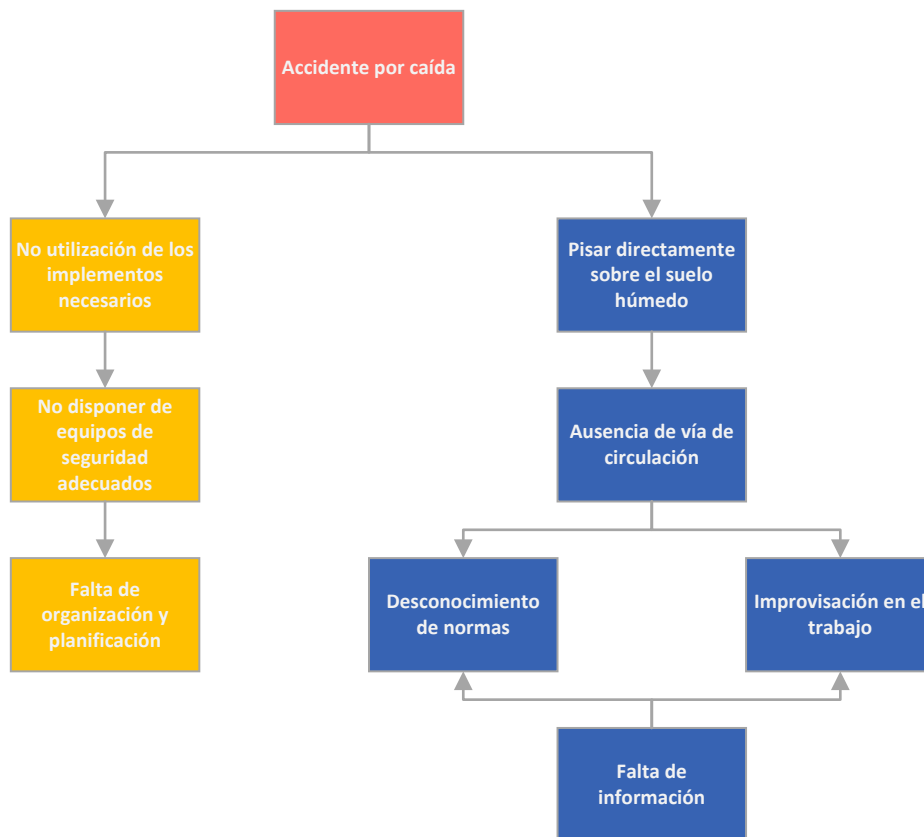 Accidente por caída
No utilización de los
implementos
necesarios
Pisar directamente
sobre el suelo
húmedo
No disponer de
equipos de
seguridad
adecuados
Ausencia de vía de
circulación
Falta de
organización y
planificación
Desconocimiento
de normas
Improvisación en el
trabajo
Falta de
información